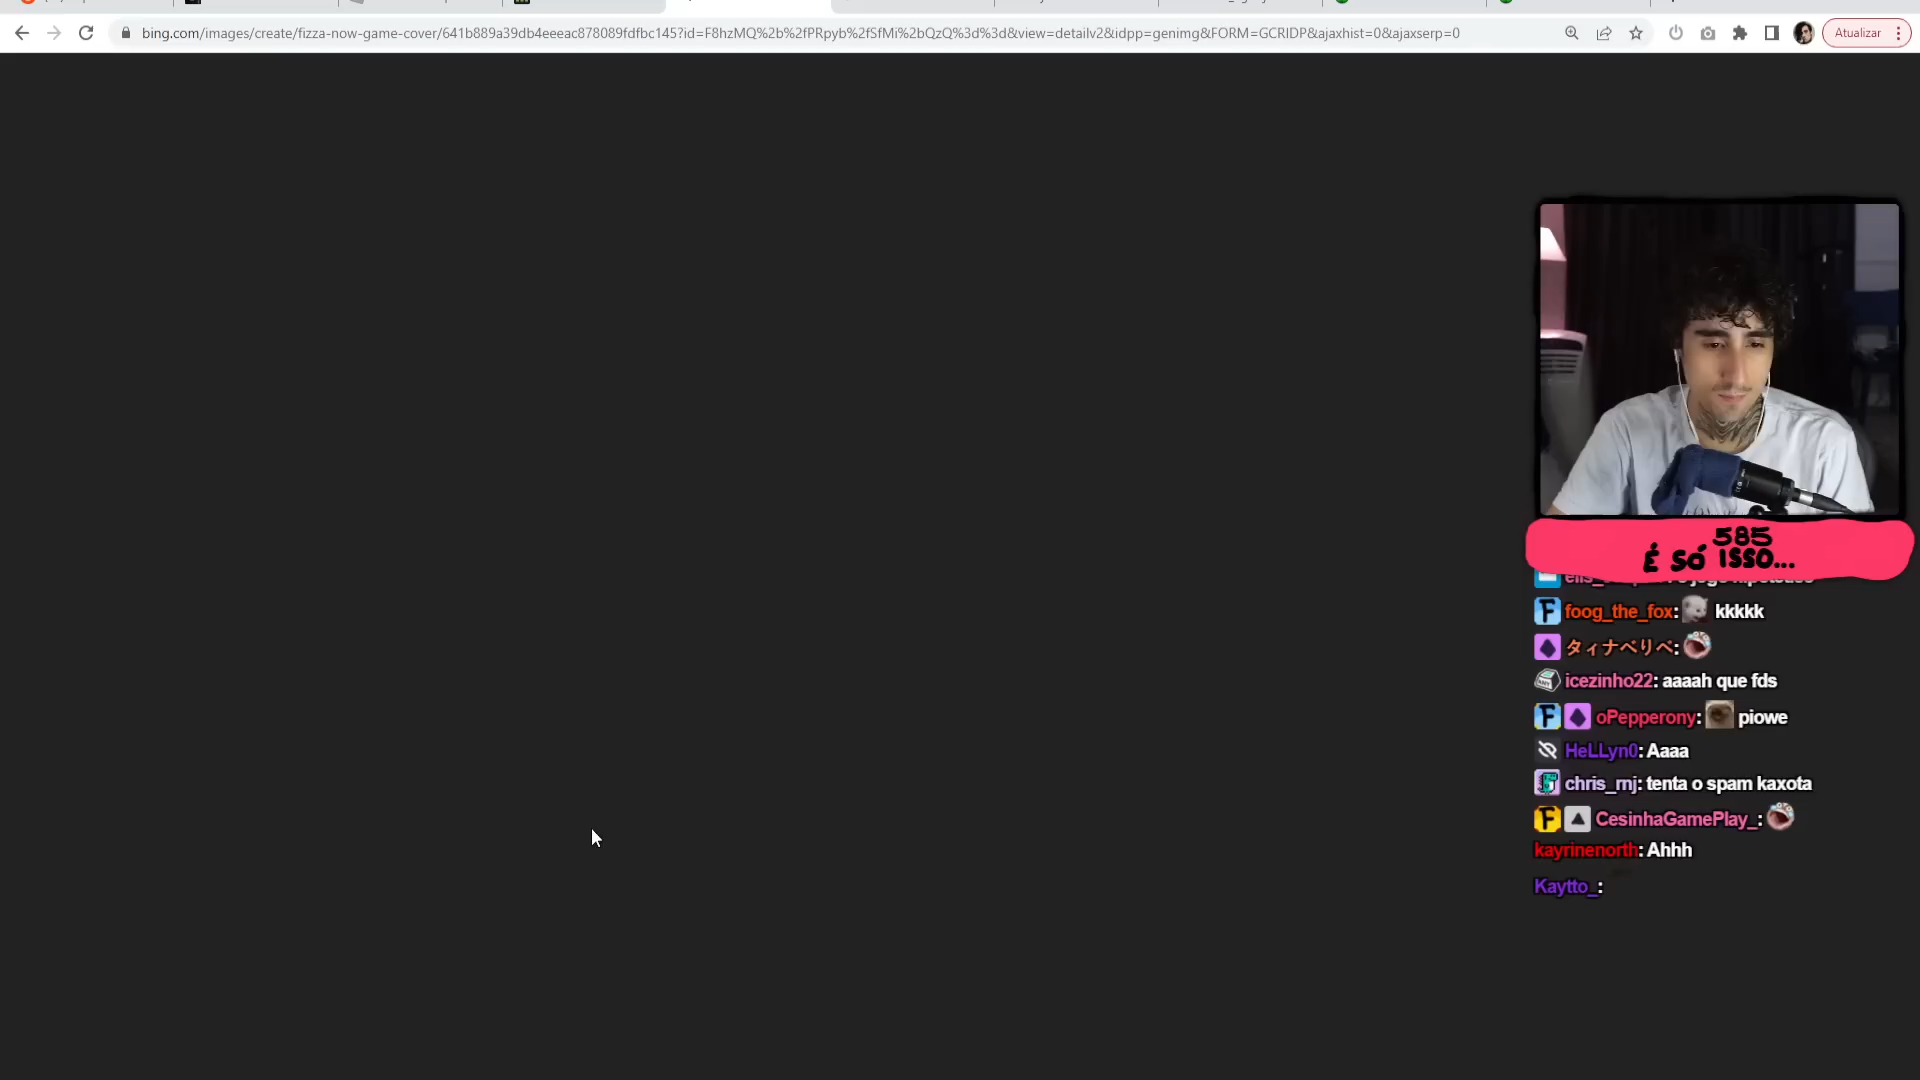 bing.com/images/create/fizza-now-game-cover/641b889a39db4eeeac878089fdfbc145?id=F8hzMQ%2b%2fPRpyb%2fSfMi%2bQzQ%3d%3d&view=detailv2&idpp=genimg&FORM=GCRIDP&ajaxhist=0&ajaxserp=0
Atualizar
585
É SÓ ISSO...
foog_the_fox: kkkkk
タィナベりベ:
icezinho22: aaaah que fds
oPepperony: piowe
HeLLyn0: Aaaa
chris_rnj: tenta o spam kaxota
CesinhaGamePlay_:
kayrinenorth: Ahhh
Kaytto_: